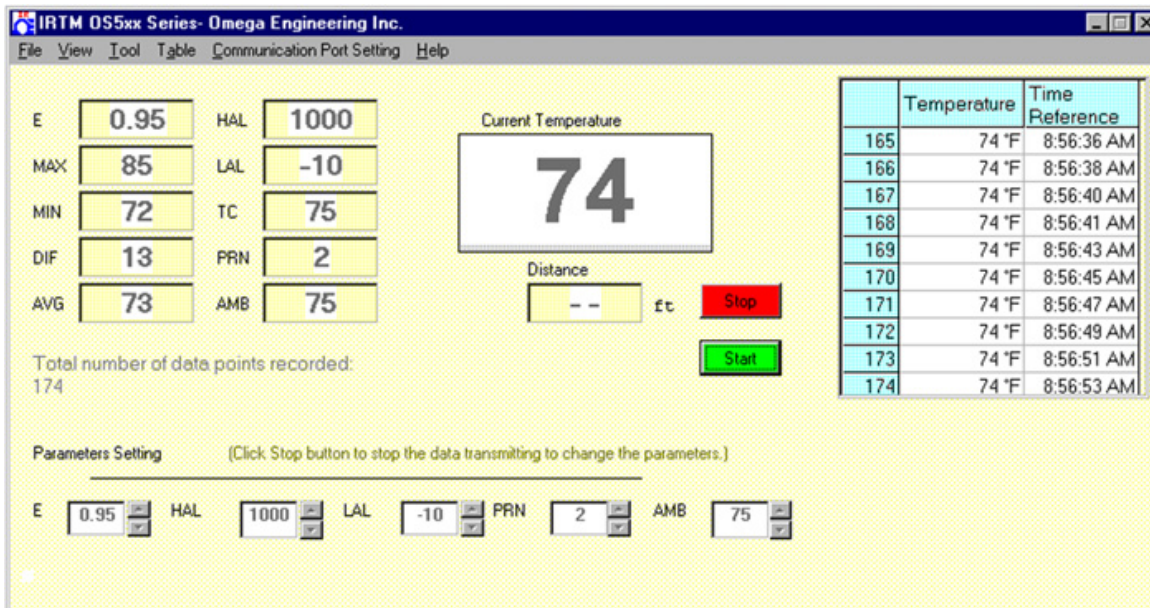 IRTM OS5xx Series- Omega Engineering Inc.
File View Tool Table Communication Port Setting Help
E 0.95 HAL 1000
MAX 85 LAL -10
MIN 72 TC 75
DIF 13 PRN 2
AVG 73 AMB 75
Total number of data points recorded:
174
Current Temperature
74
Distance
-- ft
Stop
Start
Temperature Time Reference
165 74 °F 8:56:36 AM
166 74 °F 8:56:38 AM
167 74 °F 8:56:40 AM
168 74 °F 8:56:41 AM
169 74 °F 8:56:43 AM
170 74 °F 8:56:45 AM
171 74 °F 8:56:47 AM
172 74 °F 8:56:49 AM
173 74 °F 8:56:51 AM
174 74 °F 8:56:53 AM
Parameters Setting (Click Stop button to stop the data transmitting to change the parameters.)
E 0.95 HAL 1000 LAL -10 PRN 2 AMB 75